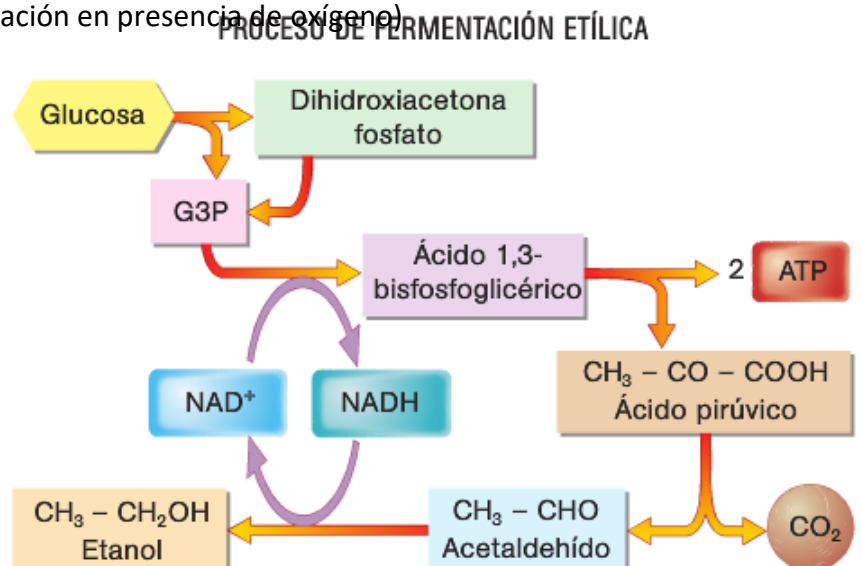 ación en presencia de oxígeno)
PROCESO DE FERMENTACIÓN ETÍLICA
Glucosa
Dihidroxiacetona
fosfato
G3P
Ácido 1,3-
bisfosfoglicérico
2 ATP
NAD⁺
NADH
CH₃ – CO – COOH
Ácido pirúvico
CH₃ – CH₂OH
Etanol
CH₃ – CHO
Acetaldehído
CO₂